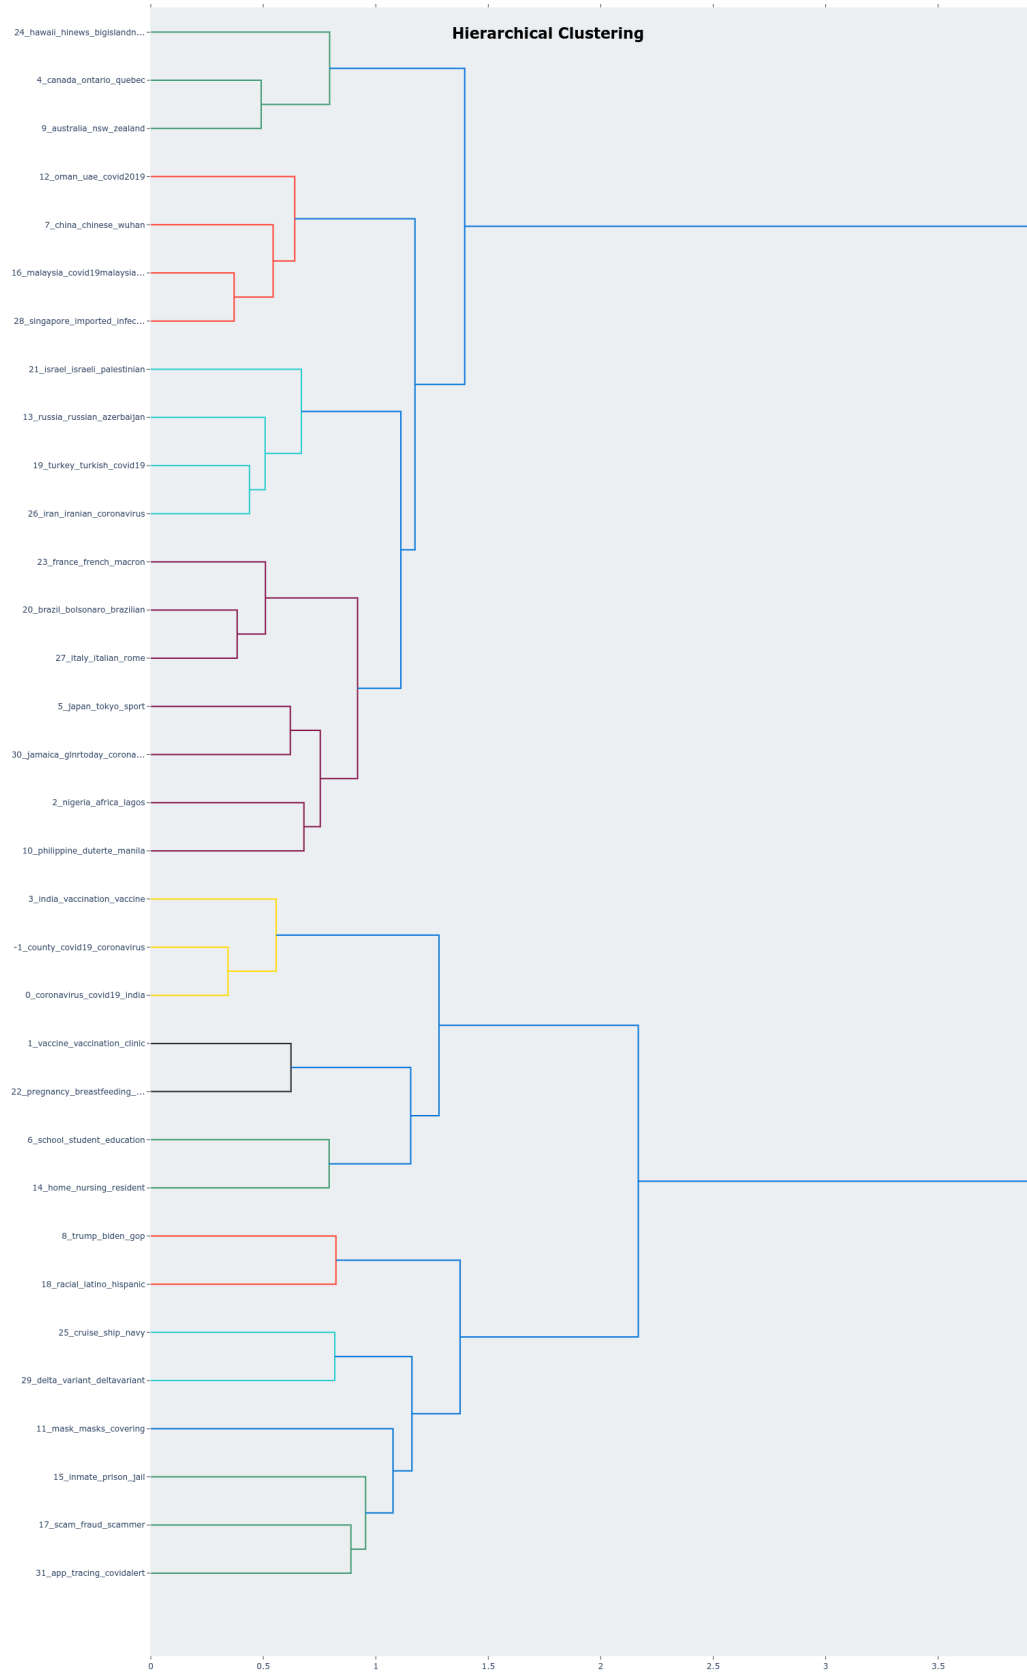 Hierarchical Clustering
24_hawaii_hinews_bigislandn...
4_canada_ontario_quebec
9_australia_nsw_zealand
12_oman_uae_covid2019
7_china_chinese_wuhan
16_malaysia_covid19malaysia...
28_singapore_imported_infec...
21_israel_israeli_palestinian
13_russia_russian_azerbaijan
19_turkey_turkish_covid19
26_iran_iranian_coronavirus
23_france_french_macron
20_brazil_bolsonaro_brazilian
27_italy_italian_rome
5_japan_tokyo_sport
30_jamaica_glnrtoday_corona...
2_nigeria_africa_lagos
10_philippine_duterte_manila
3_india_vaccination_vaccine
-1_county_covid19_coronavirus
0_coronavirus_covid19_india
1_vaccine_vaccination_clinic
22_pregnancy_breastfeeding_...
6_school_student_education
14_home_nursing_resident
8_trump_biden_gop
18_racial_latino_hispanic
25_cruise_ship_navy
29_delta_variant_deltavariant
11_mask_masks_covering
15_inmate_prison_jail
17_scam_fraud_scammer
31_app_tracing_covidalert
0 0.5 1 1.5 2 2.5 3 3.5